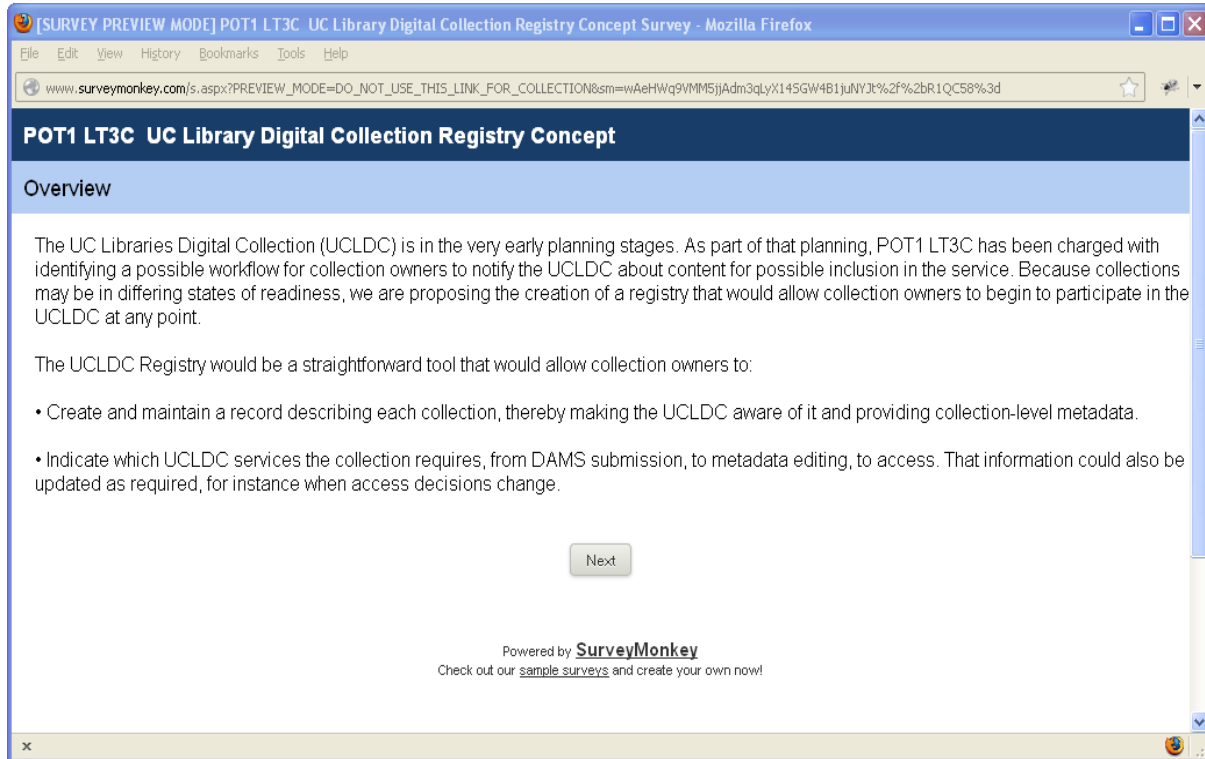 [SURVEY PREVIEW MODE] POT1 LT3C UC Library Digital Collection Registry Concept Survey - Mozilla Firefox
File Edit View History Bookmarks Tools Help
www.surveymonkey.com/s.aspx?PREVIEW_MODE=DO_NOT_USE_THIS_LINK_FOR_COLLECTION&sm=wAeHWq9VMM5jjAdm3qLyX145GW4B1juNYJt%2f%2bR1QC58%3d
POT1 LT3C UC Library Digital Collection Registry Concept
Overview
The UC Libraries Digital Collection (UCLDC) is in the very early planning stages. As part of that planning, POT1 LT3C has been charged with
identifying a possible workflow for collection owners to notify the UCLDC about content for possible inclusion in the service. Because collections
may be in differing states of readiness, we are proposing the creation of a registry that would allow collection owners to begin to participate in the
UCLDC at any point.
The UCLDC Registry would be a straightforward tool that would allow collection owners to:
• Create and maintain a record describing each collection, thereby making the UCLDC aware of it and providing collection-level metadata.
• Indicate which UCLDC services the collection requires, from DAMS submission, to metadata editing, to access. That information could also be
updated as required, for instance when access decisions change.
Next
Powered by SurveyMonkey
Check out our sample surveys and create your own now!
x